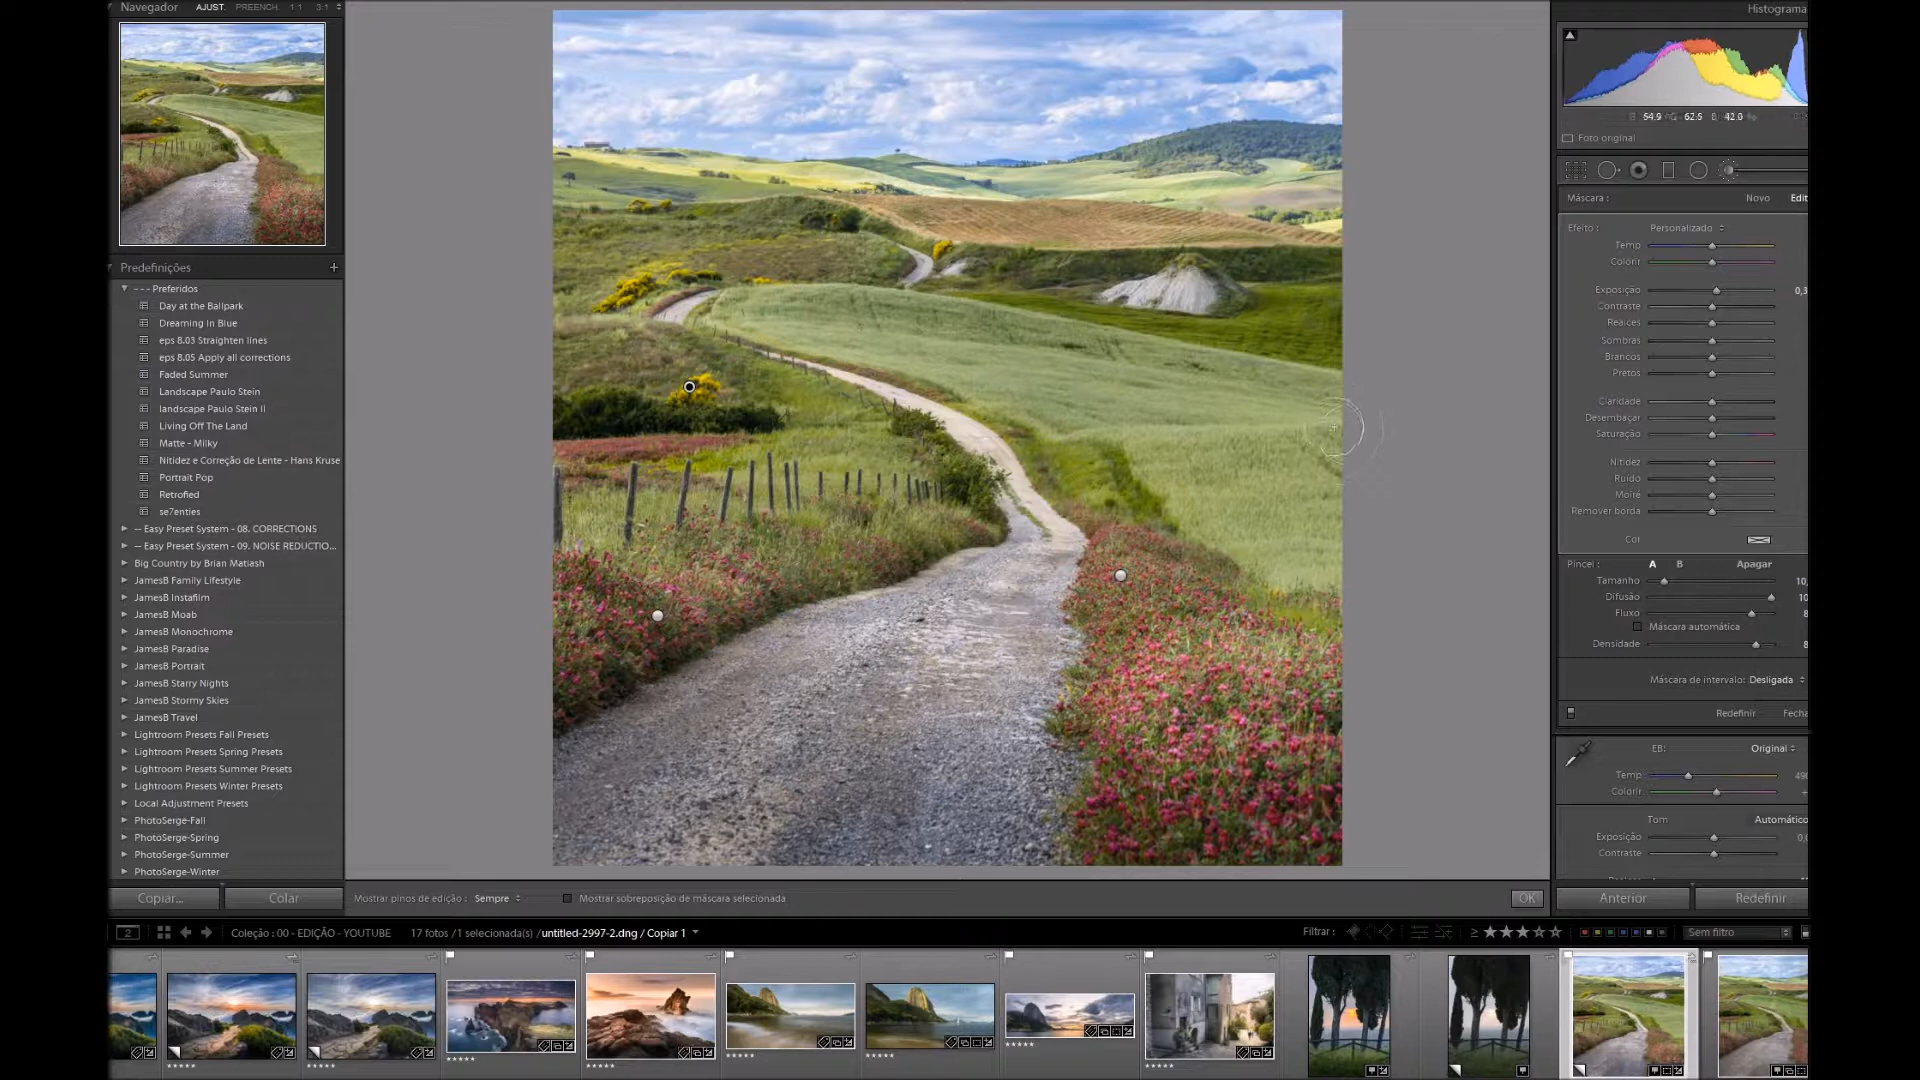 Navegador AJUST. PREENCH. 1:1 3:1
Predefinições +
--- Preferidos
Day at the Ballpark
Dreaming In Blue
eps 8.03 Straighten lines
eps 8.05 Apply all corrections
Faded Summer
Landscape Paulo Stein
landscape Paulo Stein II
Living Off The Land
Matte - Milky
Nitidez e Correção de Lente - Hans Kruse
Portrait Pop
Retrofied
se7enties
-- Easy Preset System - 08. CORRECTIONS
-- Easy Preset System - 09. NOISE REDUCTIO...
Big Country by Brian Matiash
JamesB Family Lifestyle
JamesB Instafilm
JamesB Moab
JamesB Monochrome
JamesB Paradise
JamesB Portrait
JamesB Starry Nights
JamesB Stormy Skies
JamesB Travel
Lightroom Presets Fall Presets
Lightroom Presets Spring Presets
Lightroom Presets Summer Presets
Lightroom Presets Winter Presets
Local Adjustment Presets
PhotoSerge-Fall
PhotoSerge-Spring
PhotoSerge-Summer
PhotoSerge-Winter
Copiar... Colar
Mostrar pinos de edição: Sempre Mostrar sobreposição de máscara selecionada OK
Histograma
54.9 62.5 42.0
Foto original
Máscara : Novo Edit
Efeito : Personalizado
Temp
Colorir
Exposição 0,3
Contraste
Realces
Sombras
Brancos
Pretos
Claridade
Desembaçar
Saturação
Nitidez
Ruído
Moiré
Remover borda
Cor
Pincel : A B Apagar
Tamanho 10,
Difusão 10
Fluxo 8
Máscara automática
Densidade 8
Máscara de intervalo: Desligada
Redefinir Fecha
EB: Original
Temp 490
Colorir
Tom Automático
Exposição 0,0
Contraste
Anterior Redefinir
2 Coleção : 00 - EDIÇÃO - YOUTUBE 17 fotos /1 selecionada(s) /untitled-2997-2.dng / Copiar 1 Filtrar : ≥ Sem filtro